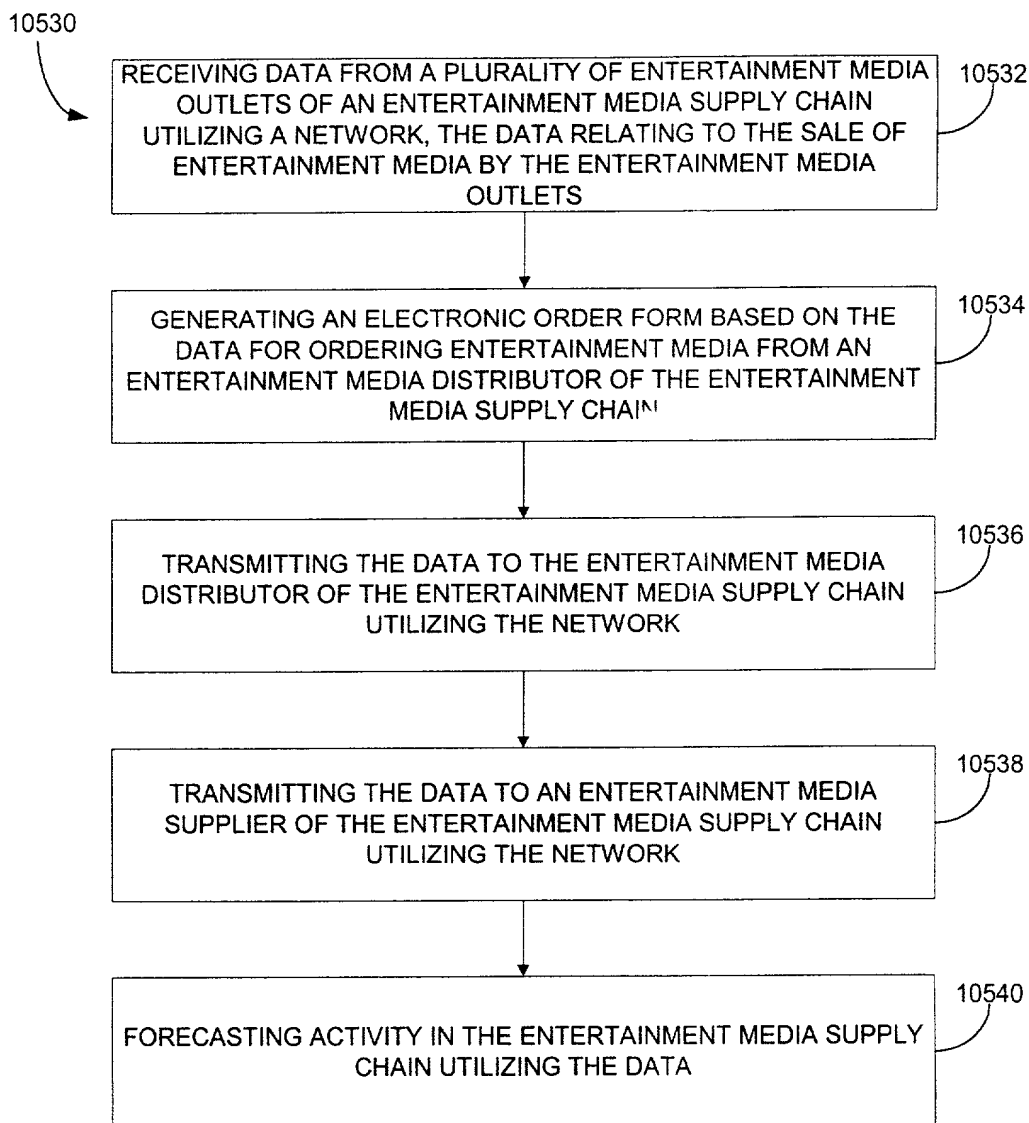 10530
RECEIVING DATA FROM A PLURALITY OF ENTERTAINMENT MEDIA
OUTLETS OF AN ENTERTAINMENT MEDIA SUPPLY CHAIN
UTILIZING A NETWORK, THE DATA RELATING TO THE SALE OF
ENTERTAINMENT MEDIA BY THE ENTERTAINMENT MEDIA
OUTLETS
10532
GENERATING AN ELECTRONIC ORDER FORM BASED ON THE
DATA FOR ORDERING ENTERTAINMENT MEDIA FROM AN
ENTERTAINMENT MEDIA DISTRIBUTOR OF THE ENTERTAINMENT
MEDIA SUPPLY CHAIN
10534
TRANSMITTING THE DATA TO THE ENTERTAINMENT MEDIA
DISTRIBUTOR OF THE ENTERTAINMENT MEDIA SUPPLY CHAIN
UTILIZING THE NETWORK
10536
TRANSMITTING THE DATA TO AN ENTERTAINMENT MEDIA
SUPPLIER OF THE ENTERTAINMENT MEDIA SUPPLY CHAIN
UTILIZING THE NETWORK
10538
FORECASTING ACTIVITY IN THE ENTERTAINMENT MEDIA SUPPLY
CHAIN UTILIZING THE DATA
10540